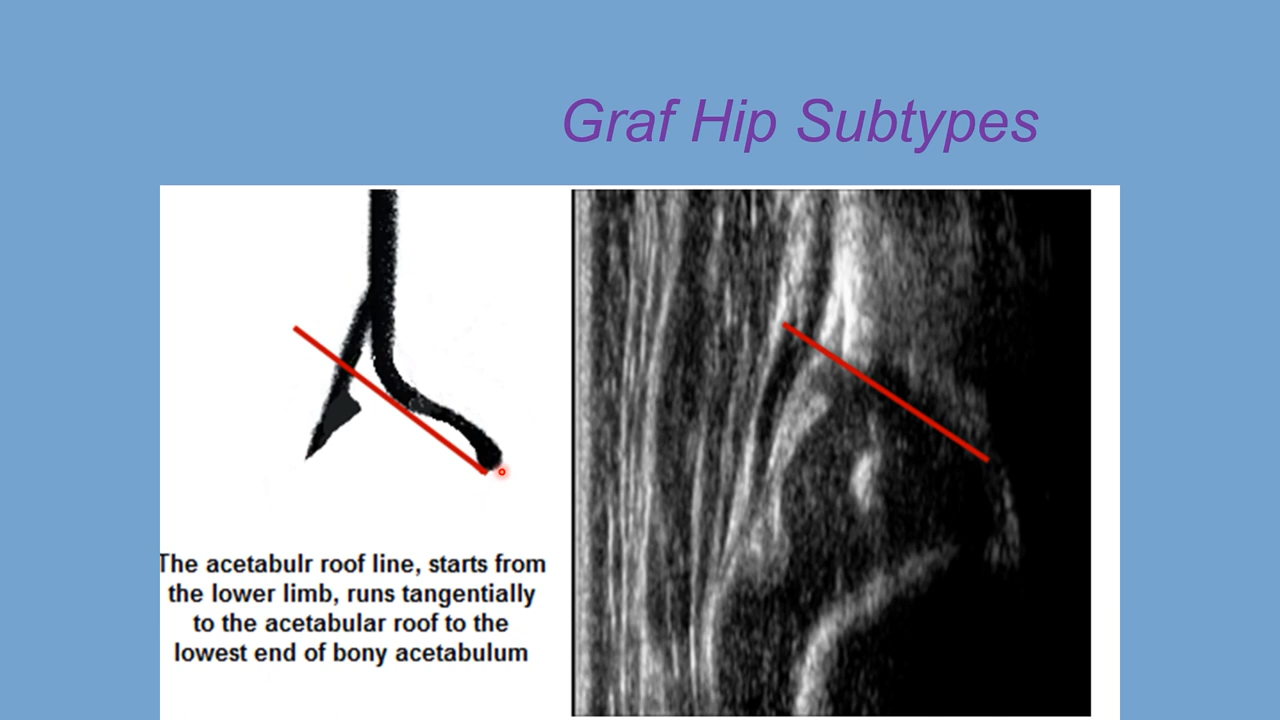 Graf Hip Subtypes
The acetabulr roof line, starts from
the lower limb, runs tangentially
to the acetabular roof to the
lowest end of bony acetabulum